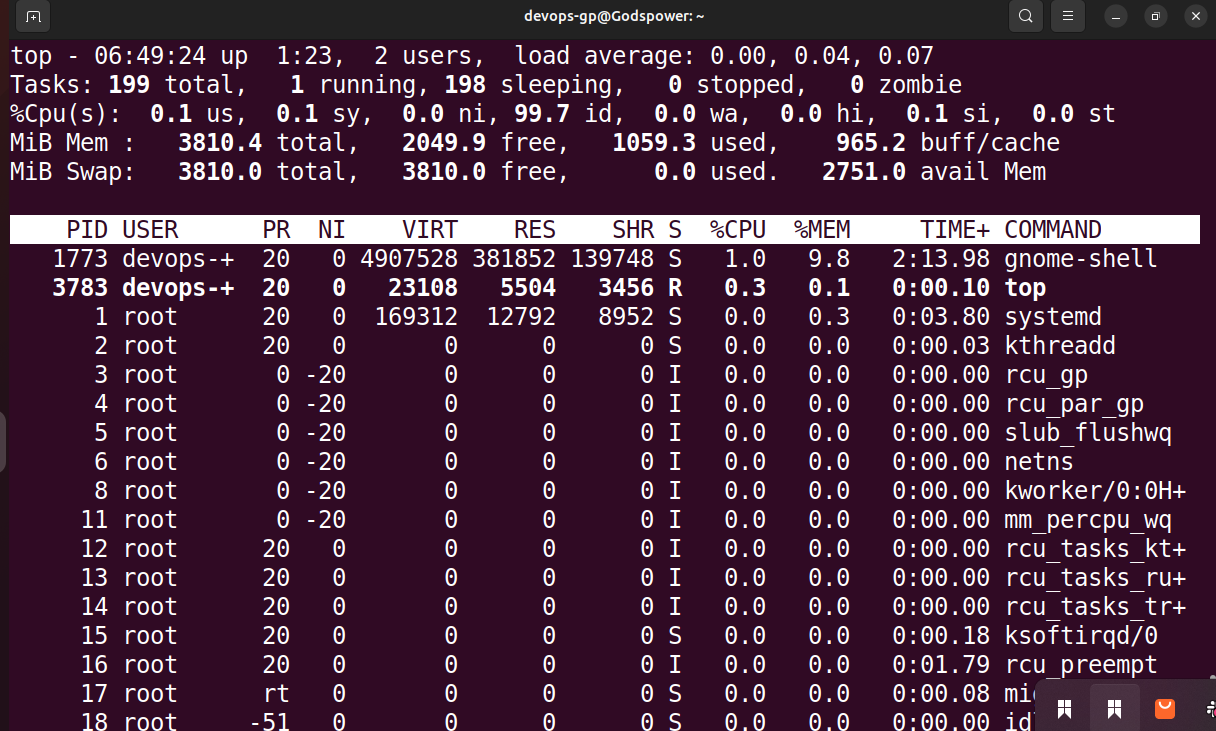 devops-gp@Godspower: ~
top - 06:49:24 up  1:23,  2 users,  load average: 0.00, 0.04, 0.07
Tasks: 199 total,   1 running, 198 sleeping,   0 stopped,   0 zombie
%Cpu(s):  0.1 us,  0.1 sy,  0.0 ni, 99.7 id,  0.0 wa,  0.0 hi,  0.1 si,  0.0 st
MiB Mem :   3810.4 total,   2049.9 free,   1059.3 used,    965.2 buff/cache
MiB Swap:   3810.0 total,   3810.0 free,      0.0 used.   2751.0 avail Mem
PID USER      PR  NI    VIRT    RES    SHR S  %CPU  %MEM     TIME+ COMMAND
1773 devops-+  20   0 4907528 381852 139748 S   1.0   9.8   2:13.98 gnome-shell
3783 devops-+  20   0   23108   5504   3456 R   0.3   0.1   0:00.10 top
1 root      20   0  169312  12792   8952 S   0.0   0.3   0:03.80 systemd
2 root      20   0       0      0      0 S   0.0   0.0   0:00.03 kthreadd
3 root       0 -20       0      0      0 I   0.0   0.0   0:00.00 rcu_gp
4 root       0 -20       0      0      0 I   0.0   0.0   0:00.00 rcu_par_gp
5 root       0 -20       0      0      0 I   0.0   0.0   0:00.00 slub_flushwq
6 root       0 -20       0      0      0 I   0.0   0.0   0:00.00 netns
8 root       0 -20       0      0      0 I   0.0   0.0   0:00.00 kworker/0:0H+
11 root       0 -20       0      0      0 I   0.0   0.0   0:00.00 mm_percpu_wq
12 root      20   0       0      0      0 I   0.0   0.0   0:00.00 rcu_tasks_kt+
13 root      20   0       0      0      0 I   0.0   0.0   0:00.00 rcu_tasks_ru+
14 root      20   0       0      0      0 I   0.0   0.0   0:00.00 rcu_tasks_tr+
15 root      20   0       0      0      0 S   0.0   0.0   0:00.18 ksoftirqd/0
16 root      20   0       0      0      0 I   0.0   0.0   0:01.79 rcu_preempt
17 root      rt   0       0      0      0 S   0.0   0.0   0:00.08
18 root     -51   0       0      0      0 S   0.0   0.0   0:00.00